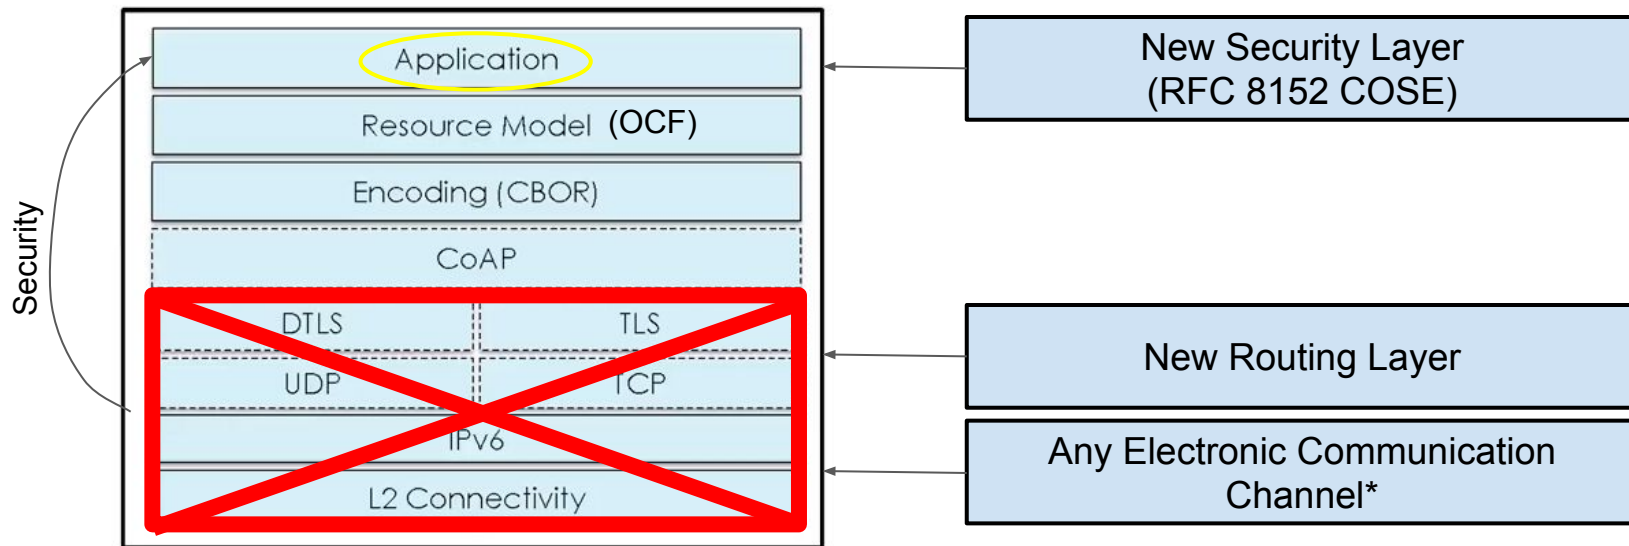 Security
Application
Resource Model (OCF)
Encoding (CBOR)
CoAP
DTLS TLS
UDP TCP
IPv6
L2 Connectivity
New Security Layer
(RFC 8152 COSE)
New Routing Layer
Any Electronic Communication
Channel*